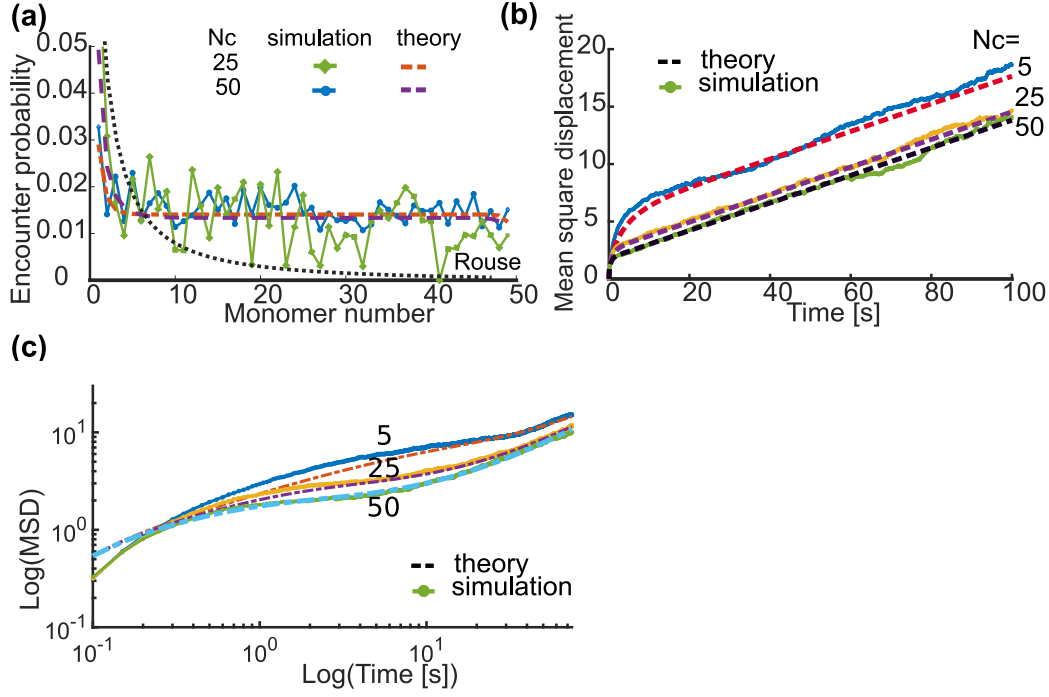 (a)
Nc simulation theory
25
50
Encounter probability
0.05
0.04
0.03
0.02
0.01
0
Rouse
0 10 20 30 40 50
Monomer number
(b)
Nc=
theory
simulation
5
25
50
Mean square displacement
20
15
10
5
0
0 20 40 60 80 100
Time [s]
(c)
Log(MSD)
10^1
10^0
10^-1
5
25
50
theory
simulation
10^-1 10^0 10^1
Log(Time [s])